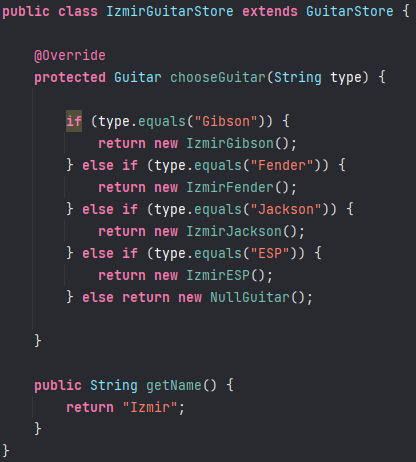 public class IzmirGuitarStore extends GuitarStore {
@Override
protected Guitar chooseGuitar(String type) {
if (type.equals("Gibson")) {
return new IzmirGibson();
} else if (type.equals("Fender")) {
return new IzmirFender();
} else if (type.equals("Jackson")) {
return new IzmirJackson();
} else if (type.equals("ESP")) {
return new IzmirESP();
} else return new NullGuitar();
}
public String getName() {
return "Izmir";
}
}